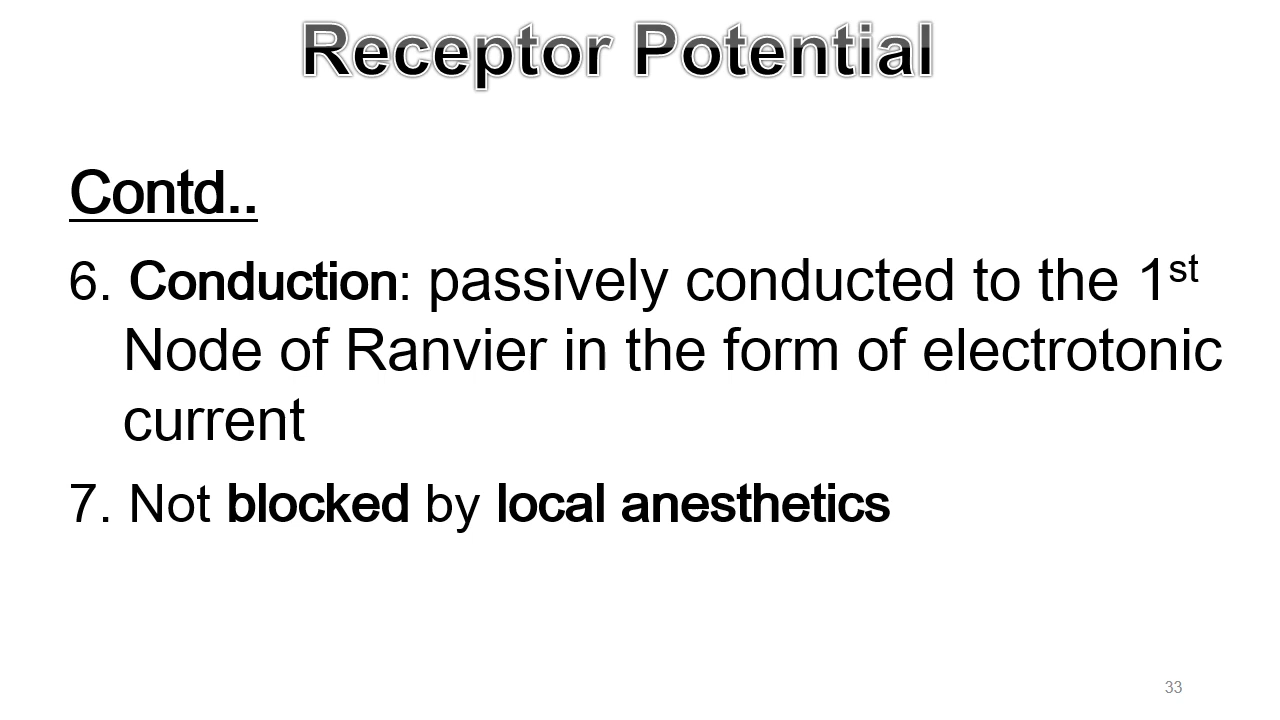 Receptor Potential
Contd..
6. Conduction: passively conducted to the 1st
Node of Ranvier in the form of electrotonic
current
7. Not blocked by local anesthetics
33